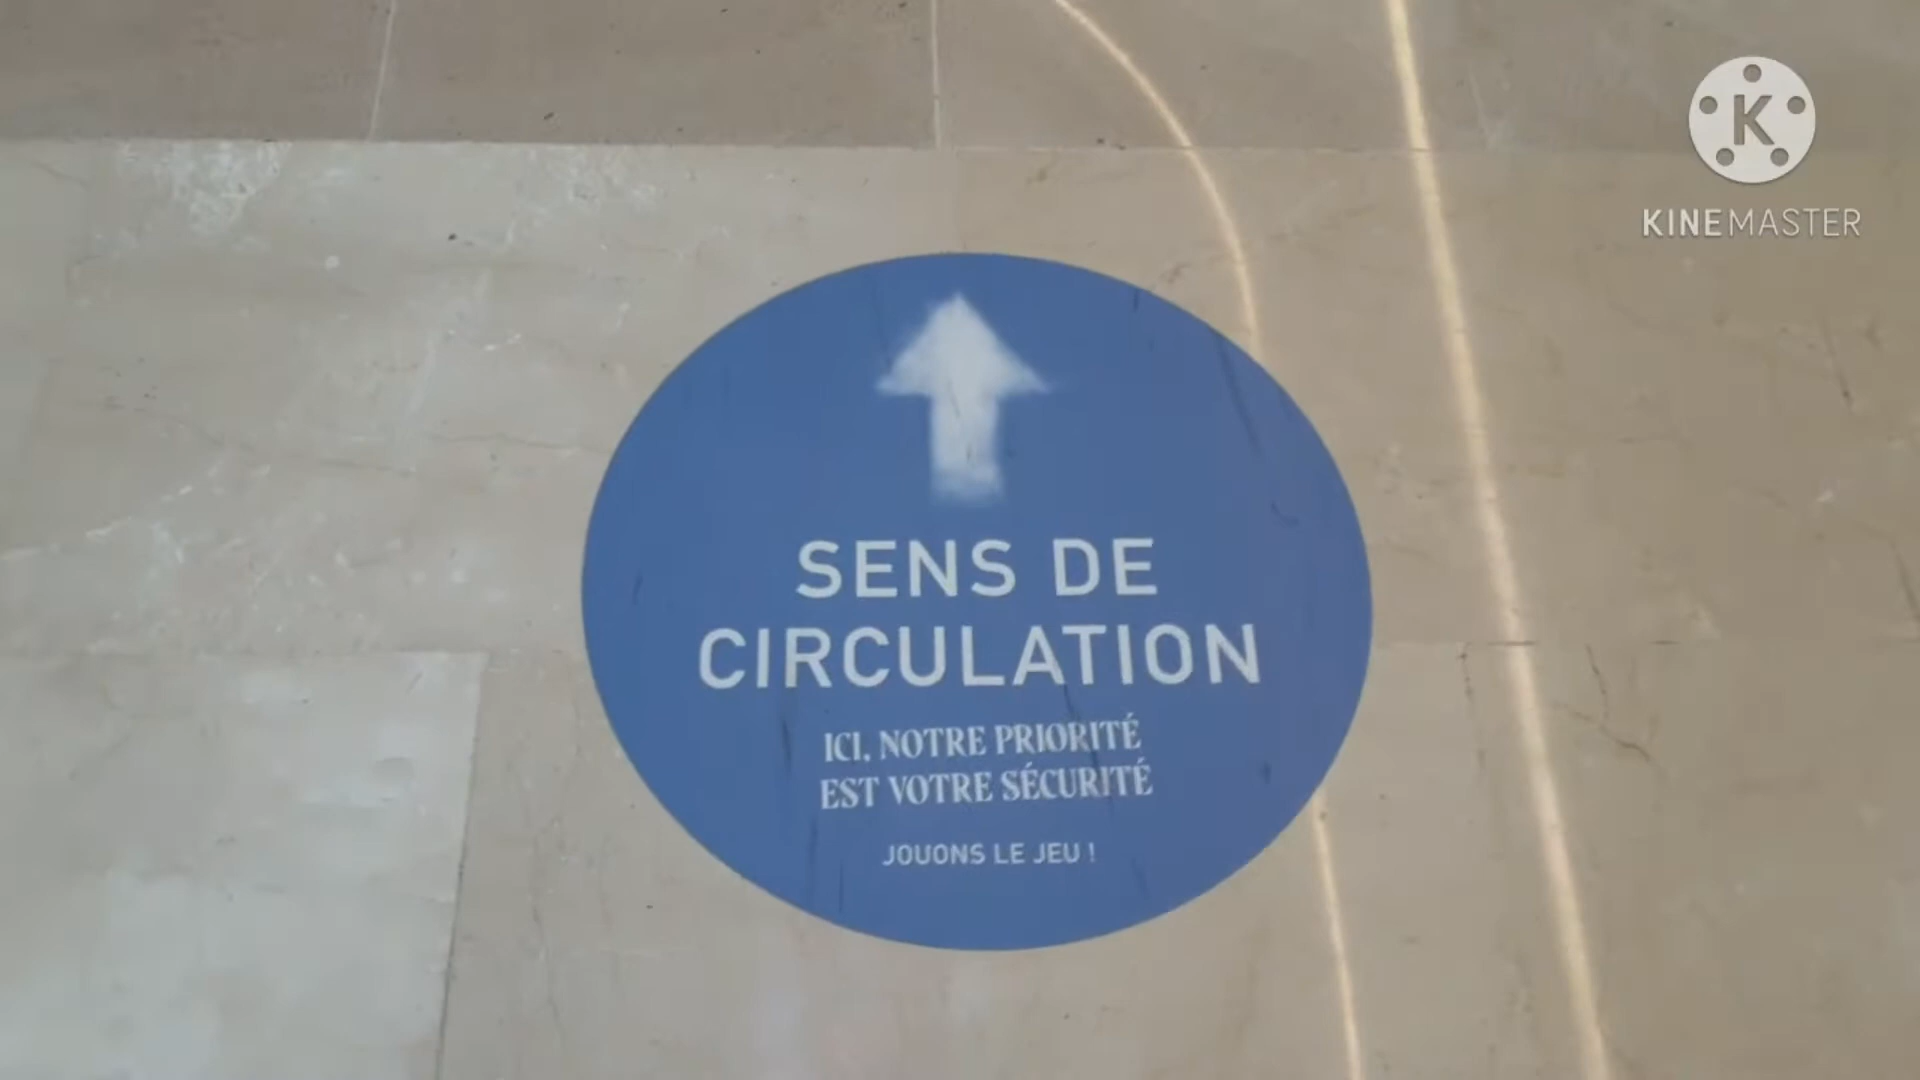 K
KINEMASTER
SENS DE
CIRCULATION
ICI, NOTRE PRIORITÉ
EST VOTRE SÉCURITÉ
JOUONS LE JEU !